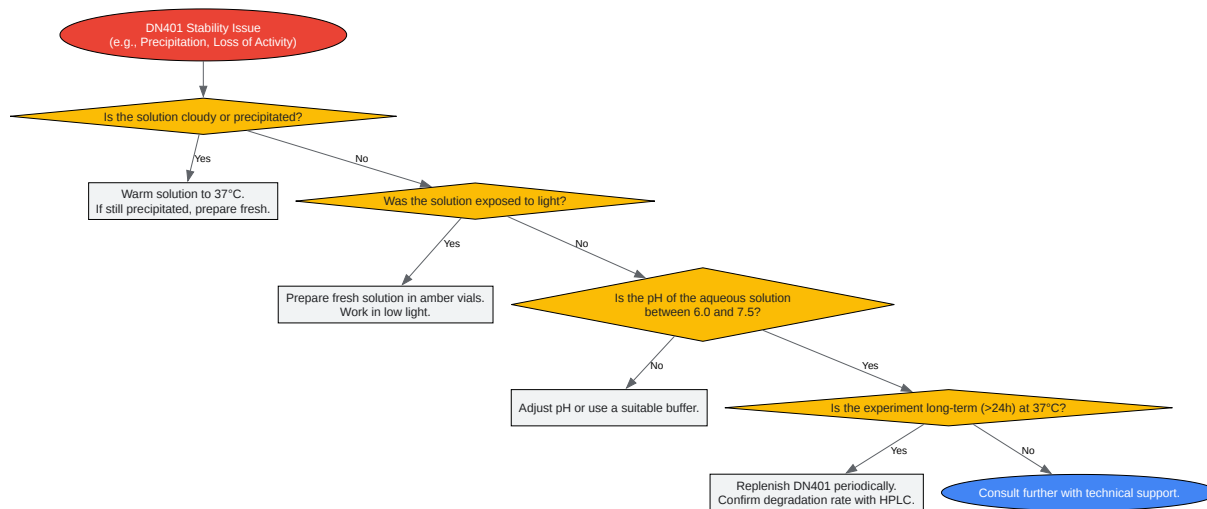 DN401 Stability Issue
(e.g., Precipitation, Loss of Activity)
Is the solution cloudy or precipitated?
Yes
No
Warm solution to 37°C.
If still precipitated, prepare fresh.
Was the solution exposed to light?
Yes
No
Prepare fresh solution in amber vials.
Work in low light.
Is the pH of the aqueous solution
between 6.0 and 7.5?
No
Yes
Adjust pH or use a suitable buffer.
Is the experiment long-term (>24h) at 37°C?
Yes
No
Replenish DN401 periodically.
Confirm degradation rate with HPLC.
Consult further with technical support.